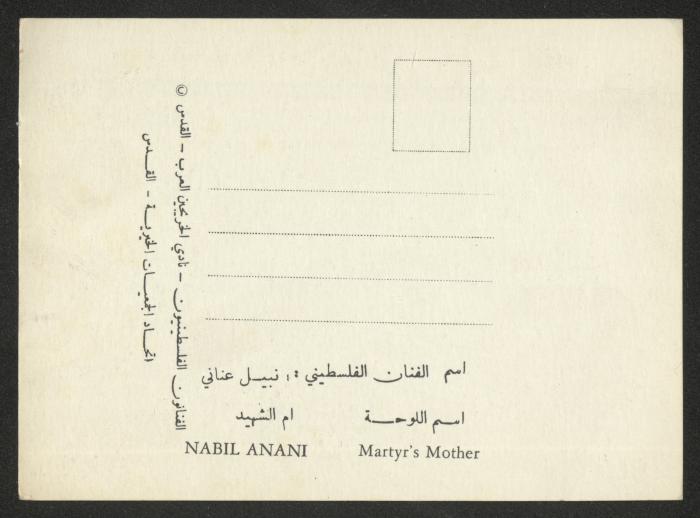 © الفنانون الفلسطينيون - نادي الخريجين العرب - القدس
اتحاد الجمعيات الخيرية - القدس
اسم الفنان الفلسطيني : نبيل عناني
اسم اللوحة ام الشهيد
NABIL ANANI Martyr's Mother